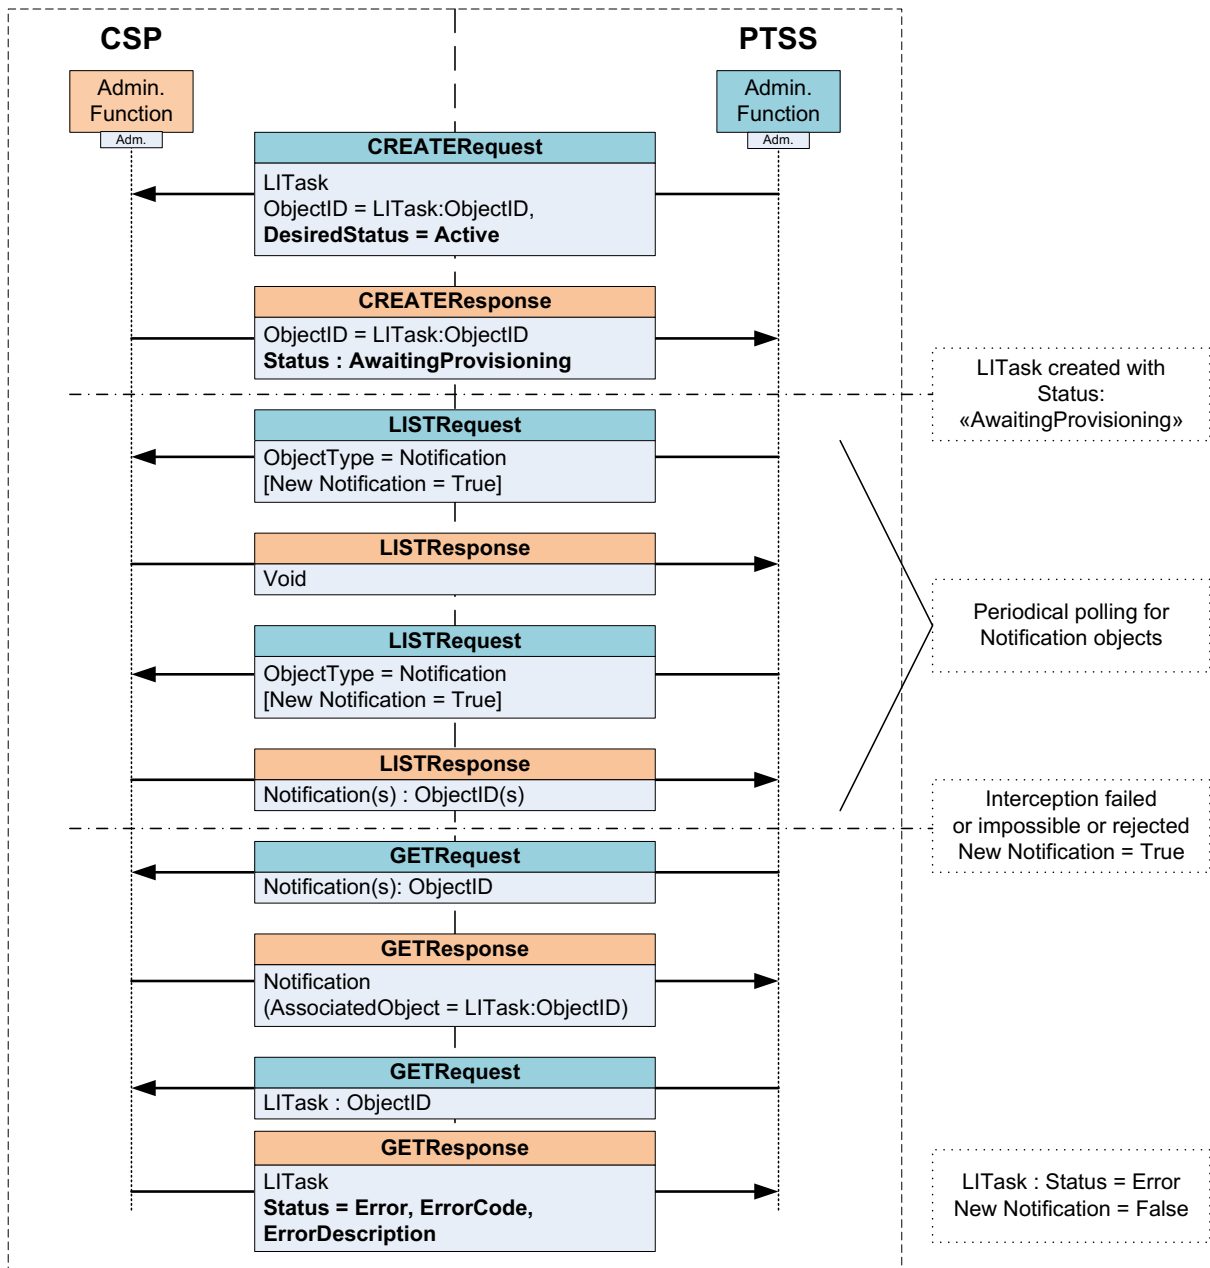 CSP
PTSS
Admin.
Function
Adm.
Admin.
Function
Adm.
CREATERequest
LITask
ObjectID = LITask:ObjectID,
DesiredStatus = Active
CREATEResponse
ObjectID = LITask:ObjectID
Status : AwaitingProvisioning
LITask created with
Status:
«AwaitingProvisioning»
LISTRequest
ObjectType = Notification
[New Notification = True]
LISTResponse
Void
Periodical polling for
Notification objects
LISTRequest
ObjectType = Notification
[New Notification = True]
LISTResponse
Notification(s) : ObjectID(s)
Interception failed
or impossible or rejected
New Notification = True
GETRequest
Notification(s): ObjectID
GETResponse
Notification
(AssociatedObject = LITask:ObjectID)
GETRequest
LITask : ObjectID
GETResponse
LITask
Status = Error, ErrorCode,
ErrorDescription
LITask : Status = Error
New Notification = False